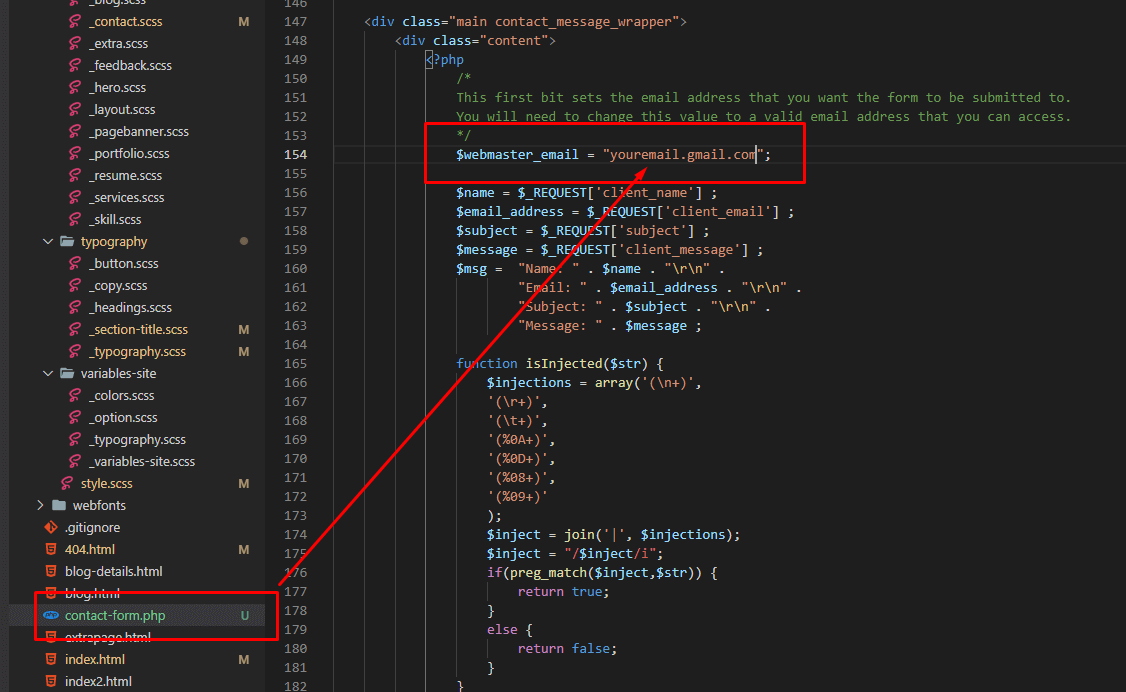 _blog.scss
_contact.scss M
_extra.scss
_feedback.scss
_hero.scss
_layout.scss
_pagebanner.scss
_portfolio.scss
_resume.scss
_services.scss
_skill.scss
typography
_button.scss
_copy.scss
_headings.scss
_section-title.scss M
_typography.scss M
variables-site
_colors.scss
_option.scss
_typography.scss
_variables-site.scss
style.scss M
webfonts
.gitignore
404.html M
blog-details.html
blog.html
contact-form.php U
extrapage.html
index.html M
index2.html
146
147 <div class="main contact_message_wrapper">
148 <div class="content">
149 <?php
150 /*
151 This first bit sets the email address that you want the form to be submitted to.
152 You will need to change this value to a valid email address that you can access.
153 */
154 $webmaster_email = "youremail.gmail.com";
155
156 $name = $_REQUEST['client_name'] ;
157 $email_address = $_REQUEST['client_email'] ;
158 $subject = $_REQUEST['subject'] ;
159 $message = $_REQUEST['client_message'] ;
160 $msg = "Name: " . $name . "\r\n" .
161 "Email: " . $email_address . "\r\n" .
162 "Subject: " . $subject . "\r\n" .
163 "Message: " . $message ;
164
165 function isInjected($str) {
166 $injections = array('(\n+)',
167 '(\r+)',
168 '(\t+)',
169 '(%0A+)',
170 '(%0D+)',
171 '(%08+)',
172 '(%09+)'
173 );
174 $inject = join('|', $injections);
175 $inject = "/$inject/i";
176 if(preg_match($inject,$str)) {
177 return true;
178 }
179 else {
180 return false;
181 }
182 }